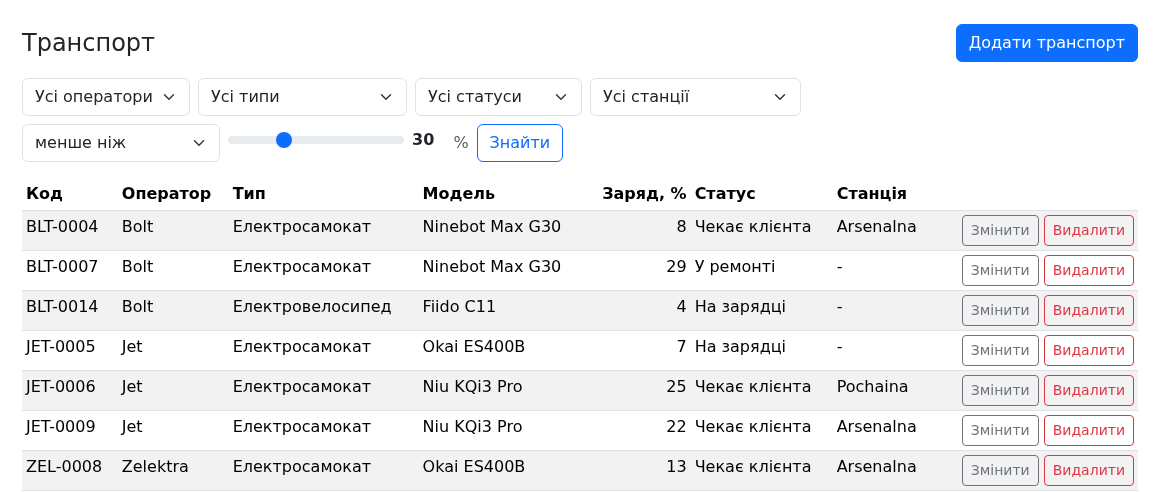 Транспорт Додати транспорт
Усі оператори Усі типи Усі статуси Усі станції
менше ніж 30 % Знайти
Код Оператор Тип Модель Заряд, % Статус Станція
BLT-0004 Bolt Електросамокат Ninebot Max G30 8 Чекає клієнта Arsenalna Змінити Видалити
BLT-0007 Bolt Електросамокат Ninebot Max G30 29 У ремонті - Змінити Видалити
BLT-0014 Bolt Електровелосипед Fiido C11 4 На зарядці - Змінити Видалити
JET-0005 Jet Електросамокат Okai ES400B 7 На зарядці - Змінити Видалити
JET-0006 Jet Електросамокат Niu KQi3 Pro 25 Чекає клієнта Pochaina Змінити Видалити
JET-0009 Jet Електросамокат Niu KQi3 Pro 22 Чекає клієнта Arsenalna Змінити Видалити
ZEL-0008 Zelektra Електросамокат Okai ES400B 13 Чекає клієнта Arsenalna Змінити Видалити